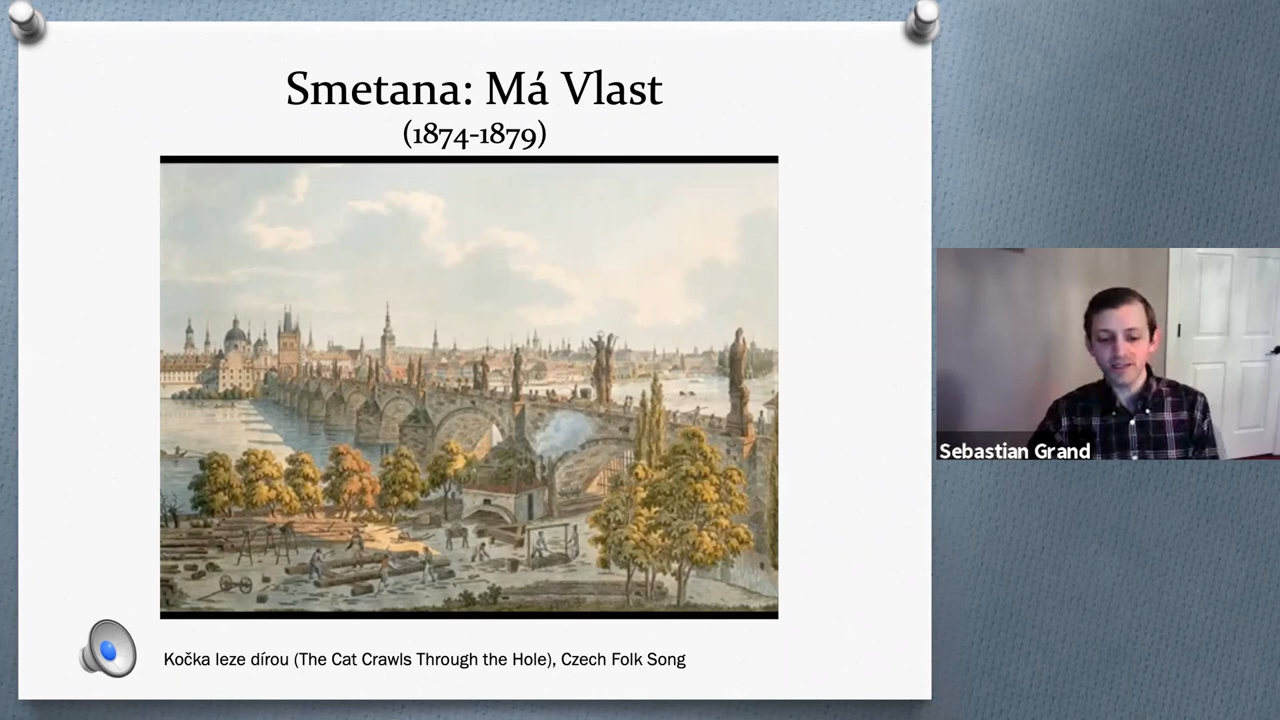 Smetana: Má Vlast
(1874-1879)
Kočka leze dírou (The Cat Crawls Through the Hole), Czech Folk Song
Sebastian Grand